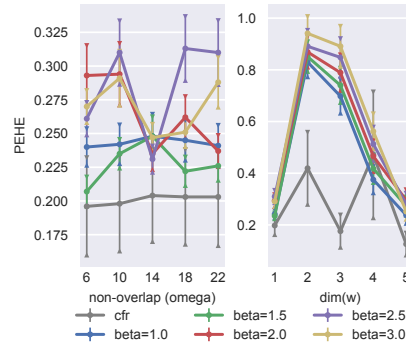 PEHE
0.325
0.300
0.275
0.250
0.225
0.200
0.175
6 10 14 18 22
non-overlap (omega)
1.0
0.8
0.6
0.4
0.2
1 2 3 4 5
dim(w)
cfr beta=1.5 beta=2.5
beta=1.0 beta=2.0 beta=3.0